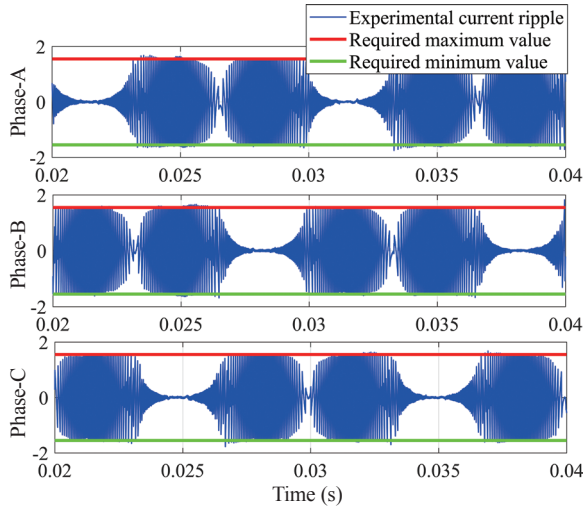 Experimental current ripple
Required maximum value
Required minimum value
Phase-A
2
0
-2
0.02 0.025 0.03 0.035 0.04
Phase-B
2
0
-2
0.02 0.025 0.03 0.035 0.04
Phase-C
2
0
-2
0.02 0.025 0.03 0.035 0.04
Time (s)